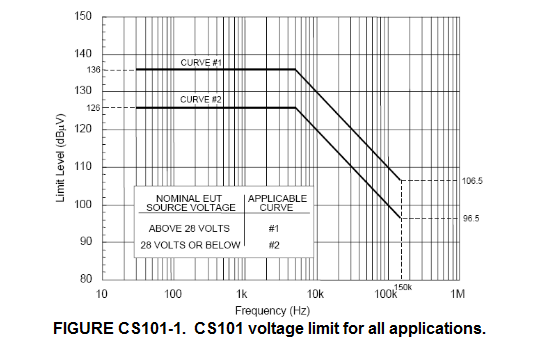 150
140
136
CURVE #1
130
126
CURVE #2
120
110
106.5
100
96.5
90
80
Limit Level (dBµV)
NOMINAL EUT SOURCE VOLTAGE
APPLICABLE CURVE
ABOVE 28 VOLTS #1
28 VOLTS OR BELOW #2
10 100 1k 10k 100k 150k 1M
Frequency (Hz)
FIGURE CS101-1. CS101 voltage limit for all applications.